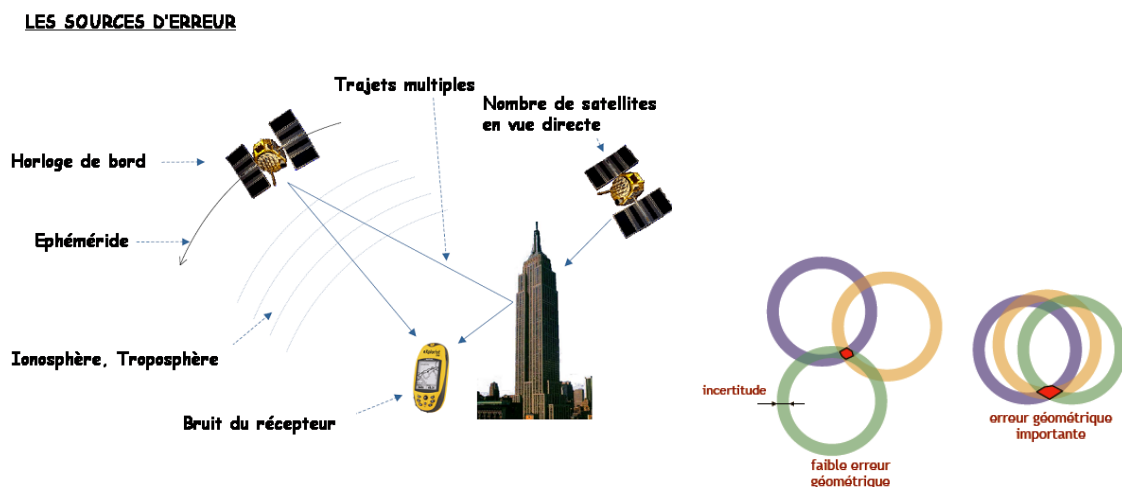 LES SOURCES D'ERREUR
Trajets multiples
Nombre de satellites
en vue directe
Horloge de bord
Ephéméride
Ionosphère, Troposphère
Bruit du récepteur
incertitude
faible erreur
géométrique
erreur géométrique
importante